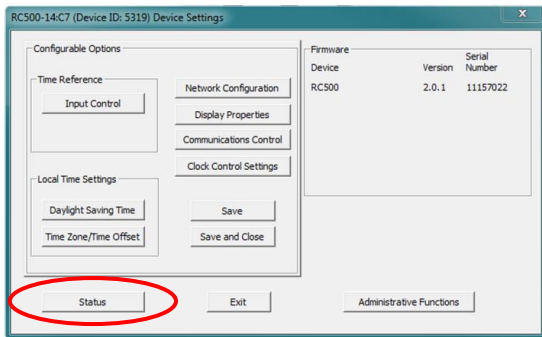 RC500-14:C7 (Device ID: 5319) Device Settings
x
Configurable Options
Time Reference
Input Control
Network Configuration
Display Properties
Communications Control
Clock Control Settings
Local Time Settings
Daylight Saving Time
Time Zone/Time Offset
Save
Save and Close
Firmware
Device Version Serial Number
RC500 2.0.1 11157022
Status
Exit
Administrative Functions